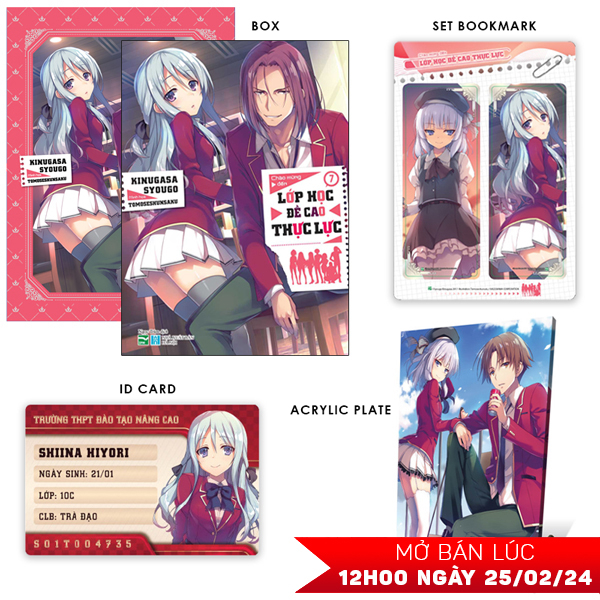 BOX
SET BOOKMARK
KINUGASA
SYOUGO
TOMOSESHUNSAKU
KINUGASA
SYOUGO
TOMOSESHUNSAKU
Chào mừng
đến
7
LỚP HỌC
ĐỀ CAO
THỰC LỰC
LỚP HỌC ĐỀ CAO THỰC LỰC
ID CARD
ACRYLIC PLATE
TRƯỜNG THPT ĐÀO TẠO NÂNG CAO
SHIINA HIYORI
NGÀY SINH: 21/01
LỚP: 10C
CLB: TRÀ ĐẠO
S01T004735
MỞ BÁN LÚC
12H00 NGÀY 25/02/24